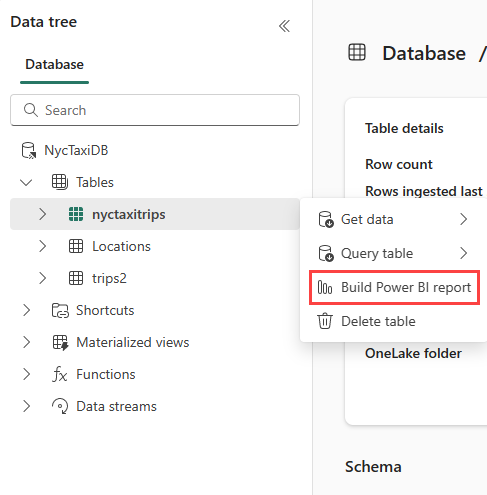 Data tree
Database
Search
NycTaxiDB
Tables
nyctaxitrips
Locations
trips2
Shortcuts
Materialized views
Functions
Data streams
Database /
Table details
Row count
Rows ingested last
Get data
Query table
Build Power BI report
Delete table
OneLake folder
Schema